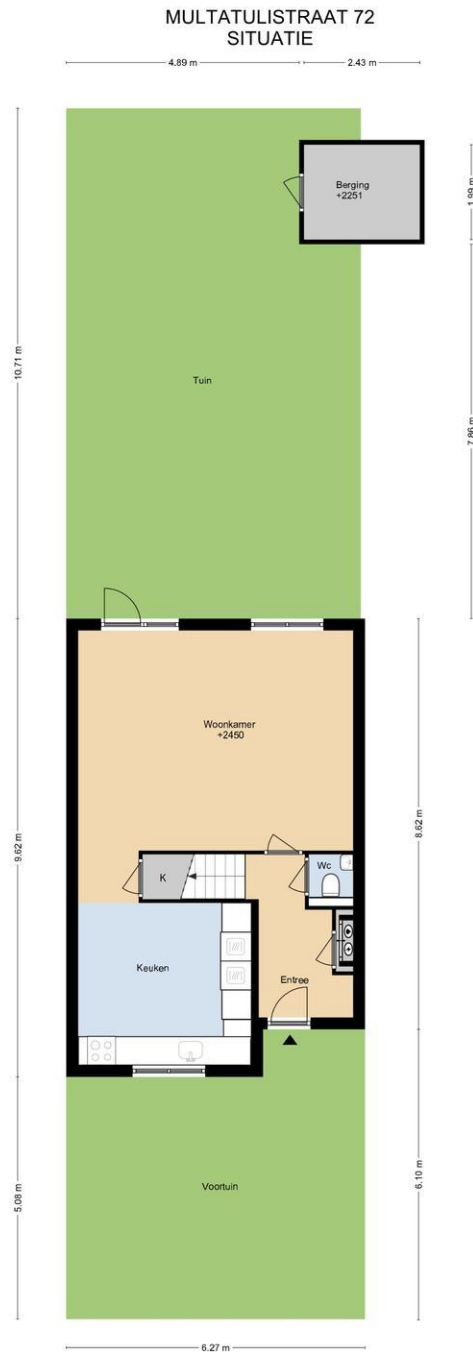 MULTATULISTRAAT 72
SITUATIE
4.89 m
2.43 m
Berging
+2251
1.99 m
10.71 m
Tuin
7.86 m
Woonkamer
+2450
9.62 m
8.62 m
K
Wc
Keuken
Entree
5.08 m
Voortuin
6.10 m
6.27 m